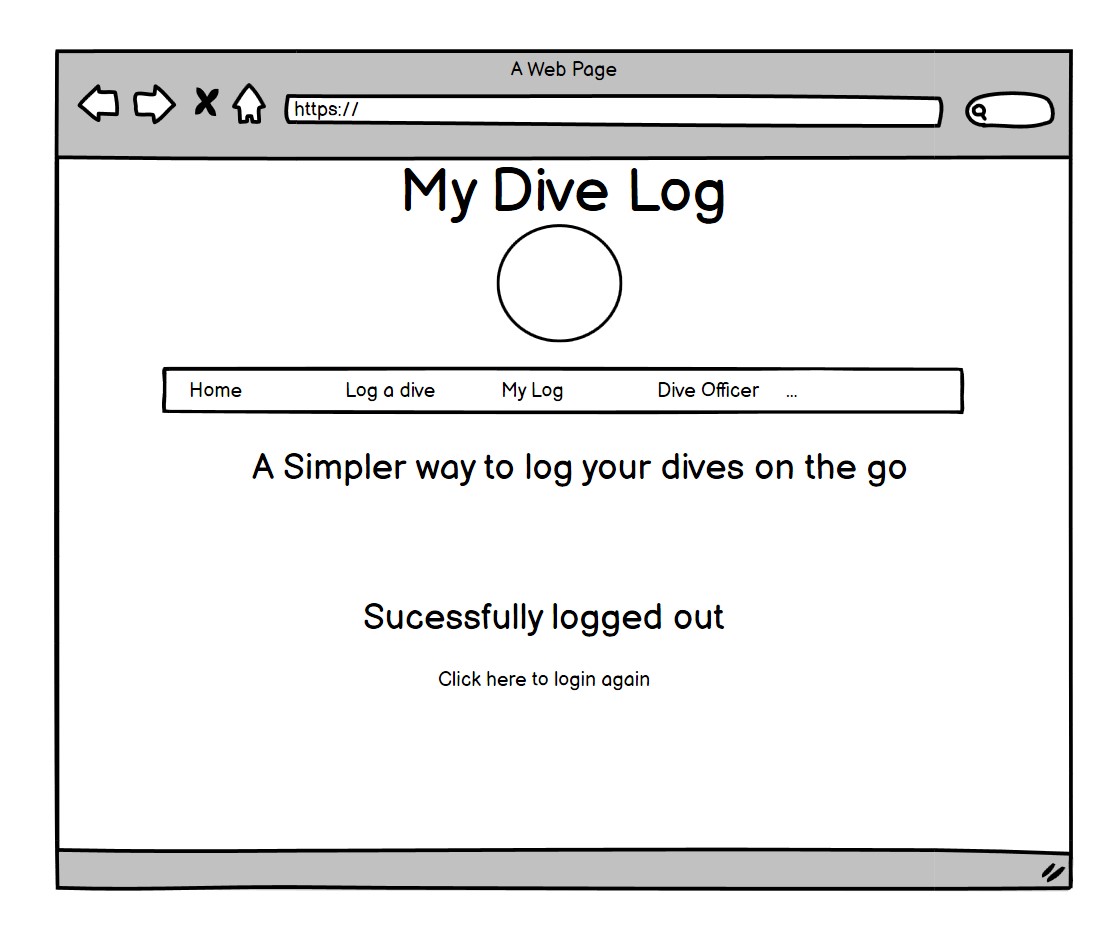 A Web Page
https://
My Dive Log
Home Log a dive My Log Dive Officer ...
A Simpler way to log your dives on the go
Sucessfully logged out
Click here to login again